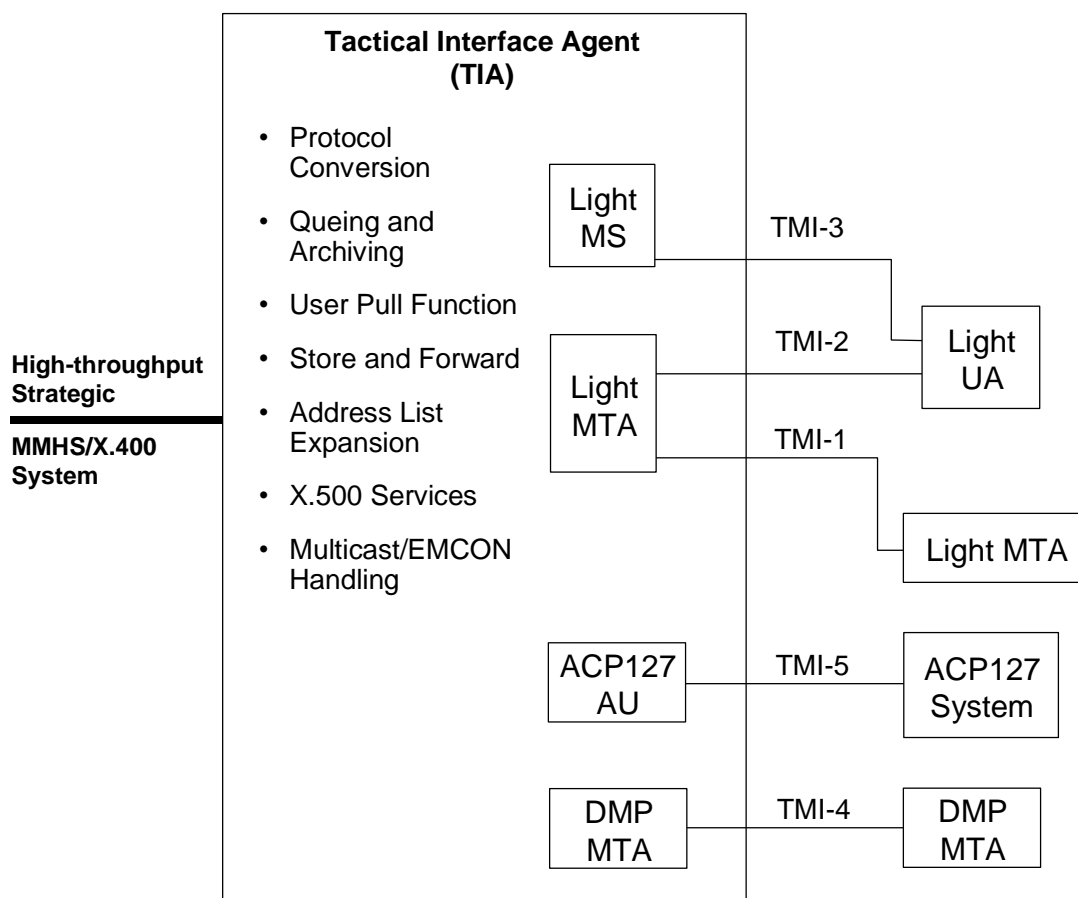 Tactical Interface Agent
(TIA)
• Protocol
Conversion
• Queing and
Archiving
• User Pull Function
• Store and Forward
• Address List
Expansion
• X.500 Services
• Multicast/EMCON
Handling
High-throughput
Strategic
MMHS/X.400
System
Light
MS
TMI-3
Light
MTA
TMI-2
Light
UA
TMI-1
Light MTA
ACP127
AU
TMI-5
ACP127
System
DMP
MTA
TMI-4
DMP
MTA